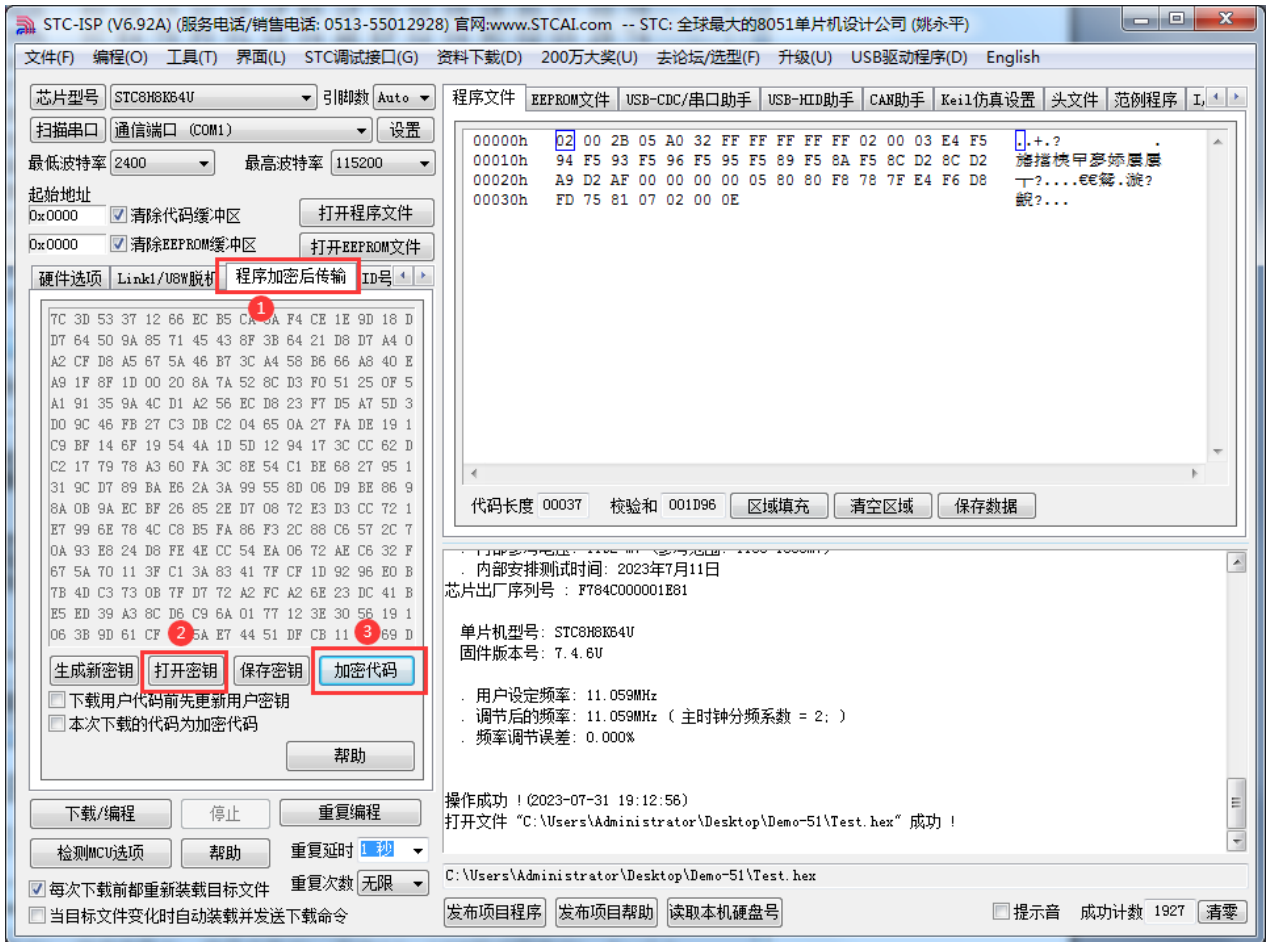 STC-ISP (V6.92A) (服务电话/销售电话: 0513-55012928) 官网:www.STCAI.com -- STC: 全球最大的8051单片机设计公司 (姚永平)
文件(F) 编程(O) 工具(T) 界面(L) STC调试接口(G) 资料下载(D) 200万大奖(U) 去论坛/选型(F) 升级(U) USB驱动程序(D) English
芯片型号 STC8H8K64U 引脚数 Auto
扫描串口 通信端口 (COM1) 设置
最低波特率 2400 最高波特率 115200
起始地址
0x0000 清除代码缓冲区 打开程序文件
0x0000 清除EEPROM缓冲区 打开EEPROM文件
硬件选项 Link1/U8W脱机 程序加密后传输 ID号
1
7C 3D 53 37 12 66 EC B5 CA F4 CE 1E 9D 18 D
D7 64 50 9A 85 71 45 43 8F 3B 64 21 D8 D7 A4 0
A2 CF D8 A5 67 5A 46 B7 3C A4 58 B6 66 A8 40 E
A9 1F 8F 1D 00 20 8A 7A 52 8C D3 F0 51 25 0F 5
A1 91 35 9A 4C D1 A2 56 EC D8 23 F7 D5 A7 5D 3
D0 9C 46 FB 27 C3 DB C2 04 65 0A 27 FA DE 19 1
C9 BF 14 6F 19 54 4A 1D 5D 12 94 17 3C CC 62 D
C2 17 79 78 A3 60 FA 3C 8E 54 C1 BE 68 27 95 1
31 9C D7 89 BA E6 2A 3A 99 55 8D 06 D9 BE 86 9
8A 0B 9A EC BF 26 85 2E D7 08 72 E3 D3 CC 72 1
E7 99 6E 78 4C C8 B5 FA 86 F3 2C 88 C6 57 2C 7
0A 93 E8 24 D8 FE 4E CC 54 EA 06 72 AE C6 32 F
67 5A 70 11 3F C1 3A 83 41 7F CF 1D 92 96 E0 B
7B 4D C3 73 0B 7F D7 72 A2 FC A2 6E 23 DC 41 B
E5 ED 39 A3 8C D6 C9 6A 01 77 12 3E 30 56 19 1
06 3B 9D 61 CF 5A E7 44 51 DF CB 11 69 D
2 3
生成新密钥 打开密钥 保存密钥 加密代码
下载用户代码前先更新用户密钥
本次下载的代码为加密代码
帮助
下载/编程 停止 重复编程
检测MCU选项 帮助 重复延时 1 秒
每次下载前都重新装载目标文件 重复次数 无限
当目标文件变化时自动装载并发送下载命令
程序文件 EEPROM文件 USB-CDC/串口助手 USB-HID助手 CAN助手 Keil仿真设置 头文件 范例程序 I,
00000h 02 00 2B 05 A0 32 FF FF FF FF FF 02 00 03 E4 F5 ..+.? .
00010h 94 F5 93 F5 96 F5 95 F5 89 F5 8A F5 8C D2 8C D2
00020h A9 D2 AF 00 00 00 00 05 80 80 F8 78 7F E4 F6 D8
00030h FD 75 81 07 02 00 0E
代码长度 00037 校验和 001D96 区域填充 清空区域 保存数据
. 内部安排测试时间: 2023年7月11日
芯片出厂序列号 : F784C000001E81
单片机型号: STC8H8K64U
固件版本号: 7.4.6U
. 用户设定频率: 11.059MHz
. 调节后的频率: 11.059MHz ( 主时钟分频系数 = 2; )
. 频率调节误差: 0.000%
操作成功 !(2023-07-31 19:12:56)
打开文件 "C:\Users\Administrator\Desktop\Demo-51\Test.hex" 成功 !
C:\Users\Administrator\Desktop\Demo-51\Test.hex
发布项目程序 发布项目帮助 读取本机硬盘号 提示音 成功计数 1927 清零